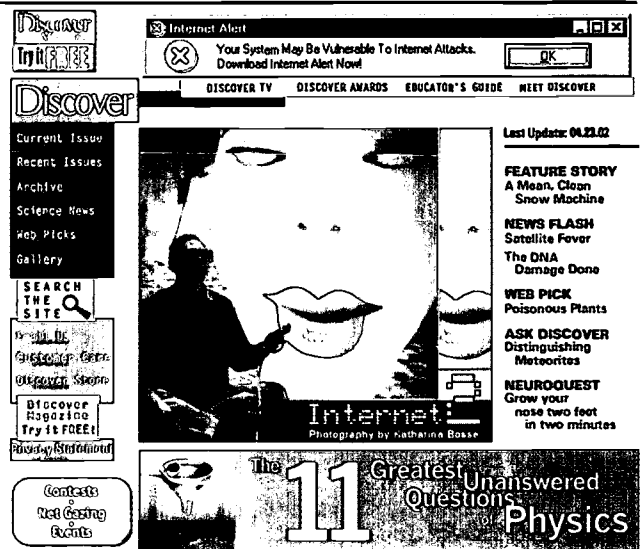 Discover
Try it FREE
Internet Alert
Your System May Be Vulnerable To Internet Attacks.
Download Internet Alert Now!
OK
DISCOVER TV DISCOVER AWARDS EDUCATOR'S GUIDE MEET DISCOVER
Discover
Current Issue
Recent Issues
Archive
Science News
Web Picks
Gallery
SEARCH
THE
SITE
Customer Care
Discover Store
Discover
Magazine
Try it FREE!
Privacy Statement
Contests
Net Gazing
Events
Internet
Photography by Katharina Bosse
Last Update: 04.23.02
FEATURE STORY
A Mean, Clean
Snow Machine
NEWS FLASH
Satellite Fever
The DNA
Damage Done
WEB PICK
Poisonous Plants
ASK DISCOVER
Distinguishing
Meteorites
NEUROQUEST
Grow your
nose two feet
in two minutes
The 11 Greatest Unanswered
Questions of Physics